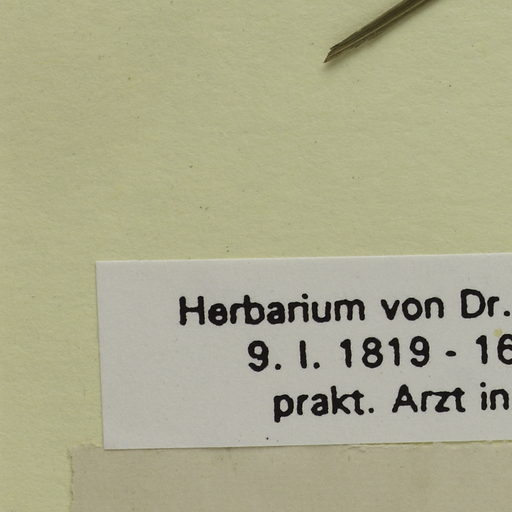 Herbarium von Dr.
9. I. 1819 - 16
prakt. Arzt in